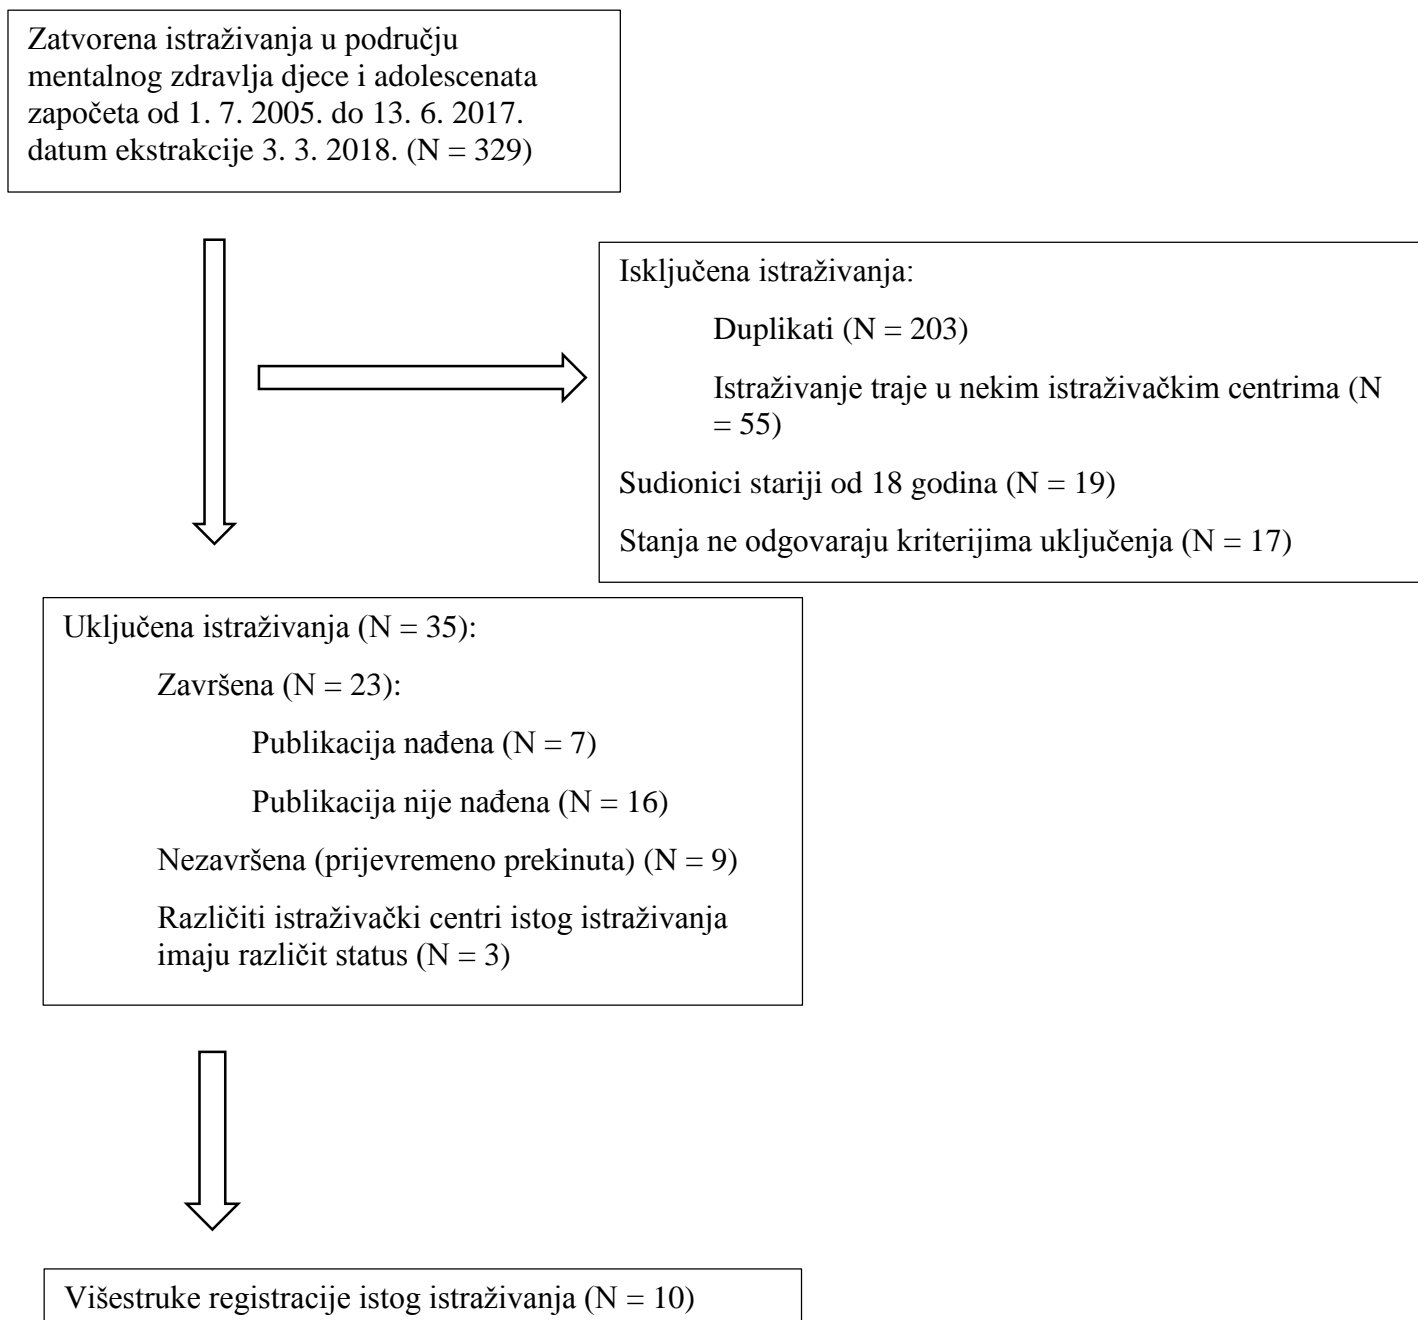 Zatvorena istraživanja u području
mentalnog zdravlja djece i adolescenata
započeta od 1. 7. 2005. do 13. 6. 2017.
datum ekstrakcije 3. 3. 2018. (N = 329)
Isključena istraživanja:
Duplikati (N = 203)
Istraživanje traje u nekim istraživačkim centrima (N
= 55)
Sudionici stariji od 18 godina (N = 19)
Stanja ne odgovaraju kriterijima uključenja (N = 17)
Uključena istraživanja (N = 35):
Završena (N = 23):
Publikacija nađena (N = 7)
Publikacija nije nađena (N = 16)
Nezavršena (prijevremeno prekinuta) (N = 9)
Različiti istraživački centri istog istraživanja
imaju različit status (N = 3)
Višestruke registracije istog istraživanja (N = 10)